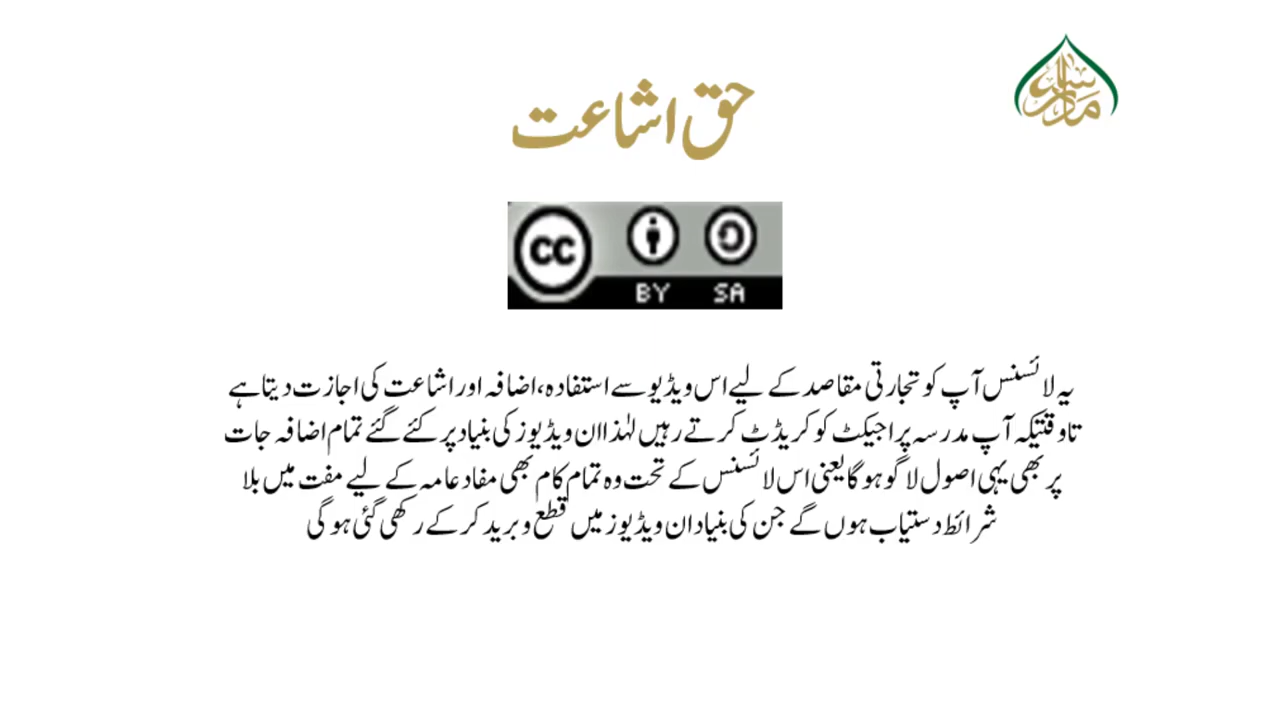 مدرسہ
حق اشاعت
cc
BY SA
یہ لائسنس آپ کو تجارتی مقاصد کے لیے اس ویڈیو سے استفادہ، اضافہ اور اشاعت کی اجازت دیتا ہے
تاوقتیکہ آپ مدرسہ پراجیکٹ کو کریڈٹ کرتے رہیں لہٰذا ان ویڈیوز کی بنیاد پر کئے گئے تمام اضافہ جات
پر بھی یہی اصول لاگو ہوگا یعنی اس لائسنس کے تحت وہ تمام کام بھی مفاد عامہ کے لیے مفت میں بلا
شرائط دستیاب ہوں گے جن کی بنیاد ان ویڈیوز میں قطع و برید کر کے رکھی گئی ہو گی